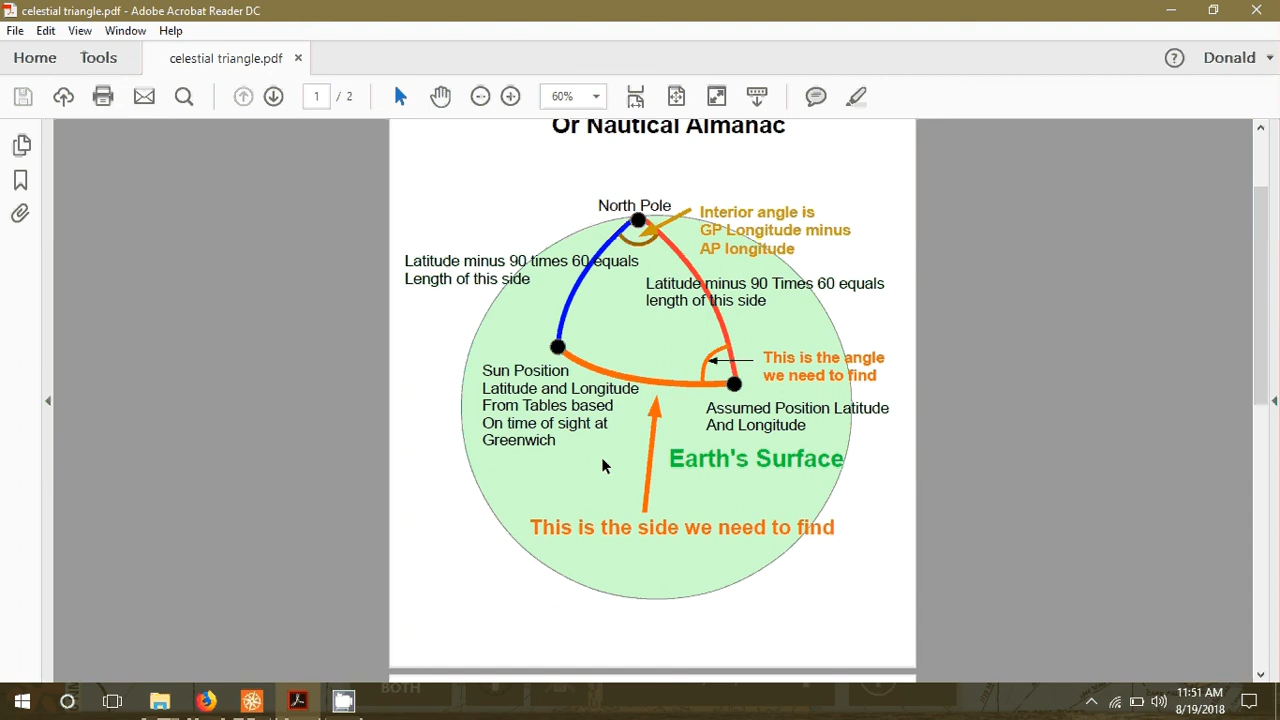 celestial triangle.pdf - Adobe Acrobat Reader DC
File Edit View Window Help
Home Tools celestial triangle.pdf × ? Donald
1 / 2 60%
Or Nautical Almanac
North Pole
Interior angle is
GP Longitude minus
AP longitude
Latitude minus 90 times 60 equals
Length of this side
Latitude minus 90 Times 60 equals
length of this side
This is the angle
we need to find
Sun Position
Latitude and Longitude
From Tables based
On time of sight at
Greenwich
Assumed Position Latitude
And Longitude
Earth's Surface
This is the side we need to find
BOTH
11:51 AM
8/19/2018